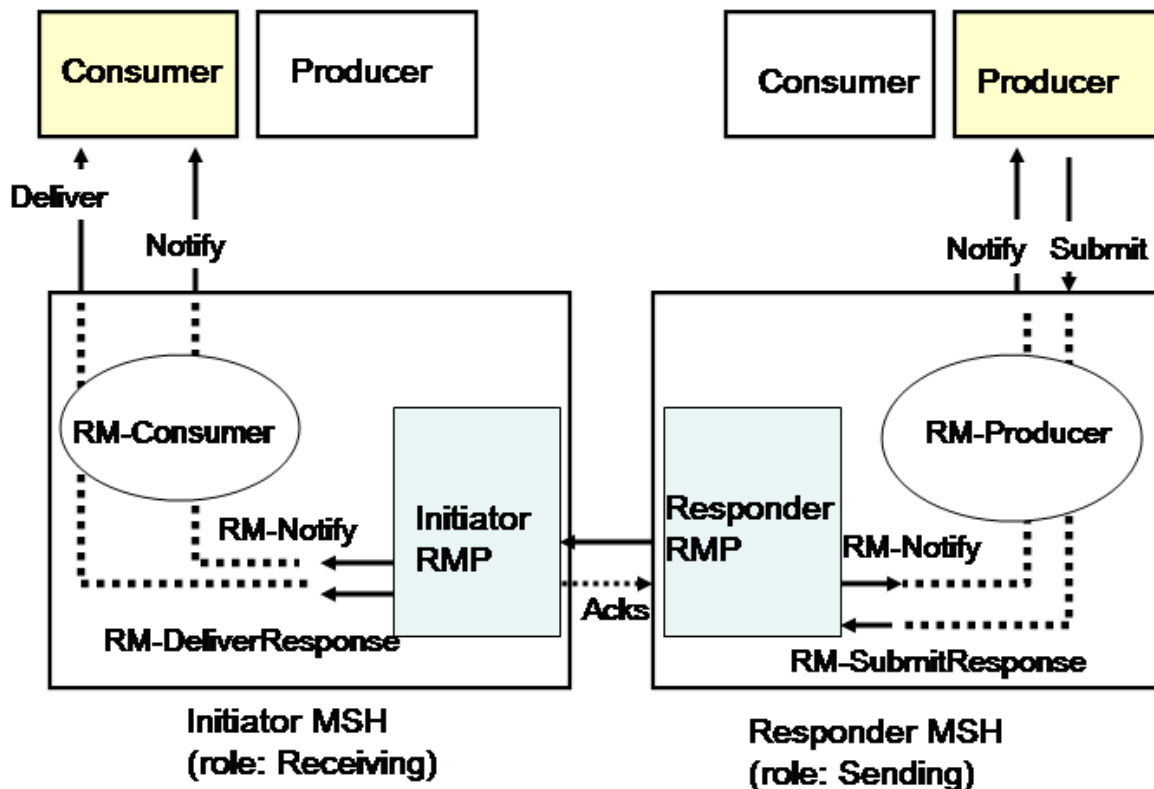 Consumer
Producer
Consumer
Producer
Deliver
Notify
Notify
Submit
RM-Consumer
RM-Producer
Initiator
RMP
Responder
RMP
RM-Notify
RM-Notify
Acks
RM-DeliverResponse
RM-SubmitResponse
Initiator MSH
(role: Receiving)
Responder MSH
(role: Sending)